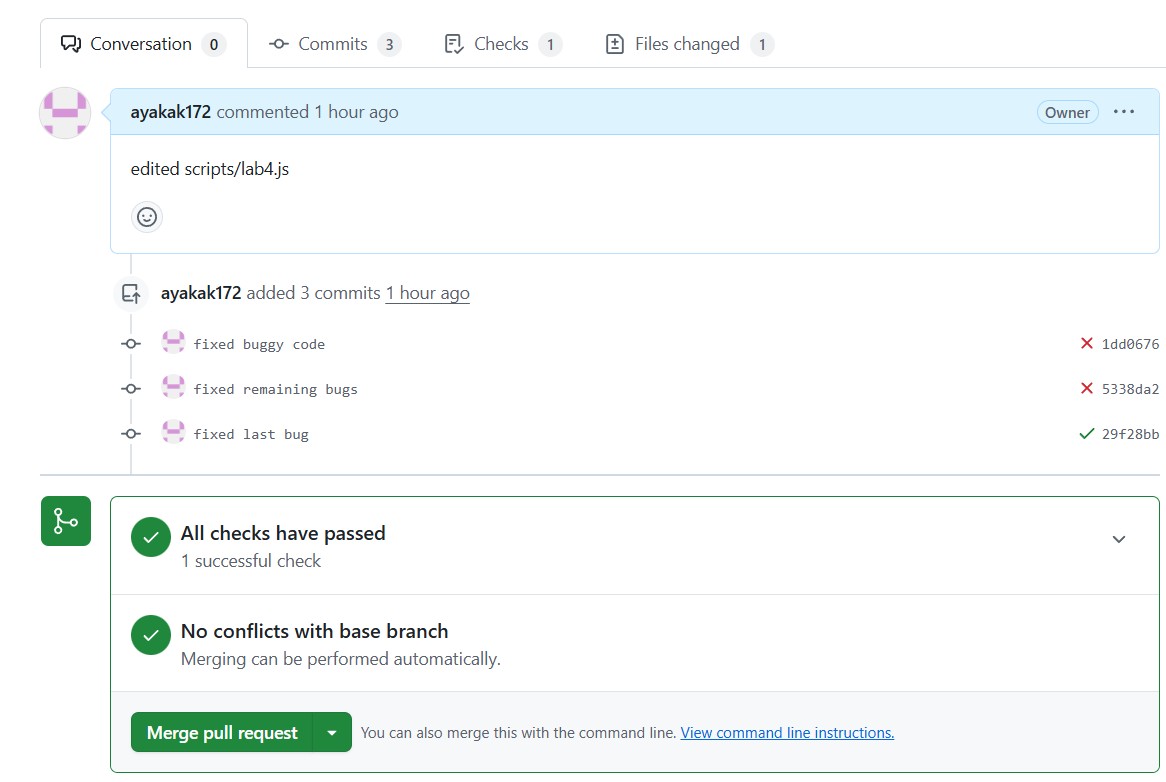 Conversation 0 Commits 3 Checks 1 Files changed 1
ayakak172 commented 1 hour ago Owner ...
edited scripts/lab4.js
ayakak172 added 3 commits 1 hour ago
fixed buggy code 1dd0676
fixed remaining bugs 5338da2
fixed last bug 29f28bb
All checks have passed
1 successful check
No conflicts with base branch
Merging can be performed automatically.
Merge pull request You can also merge this with the command line. View command line instructions.